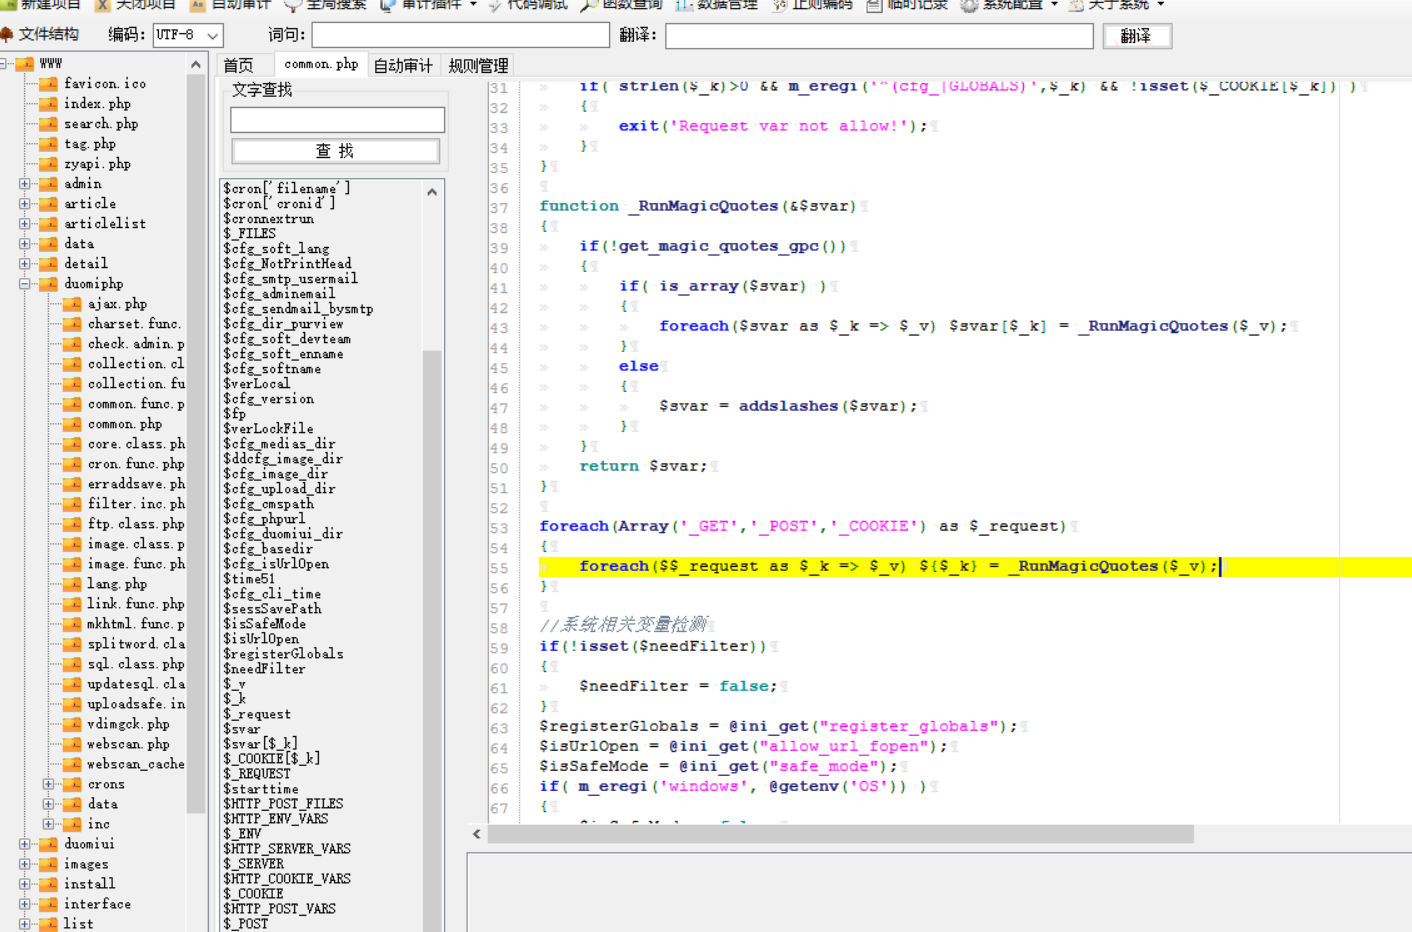 新建项目 关闭项目 自动审计 全局搜索 审计插件 代码调试 函数查询 数据管理 正则编码 临时记录 系统配置 关于系统
文件结构 编码: UTF-8 词句: 翻译: 翻译
首页 common.php 自动审计 规则管理
WWW
favicon.ico
index.php
search.php
tag.php
zyapi.php
admin
article
articlelist
data
detail
duomiphp
ajax.php
charset.func.
check.admin.p
collection.cl
collection.fu
common.func.p
common.php
core.class.ph
cron.func.php
erraddsave.ph
filter.inc.ph
ftp.class.php
image.class.p
image.func.ph
lang.php
link.func.php
mkhtml.func.p
splitword.cla
sql.class.php
updatesql.cla
uploadsafe.in
vdimgck.php
webscan.php
webscan_cache
crons
data
inc
duomiui
images
install
interface
list
文字查找
查 找
$cron['filename']
$cron['cronid']
$cronnextrun
$_FILES
$cfg_soft_lang
$cfg_NotPrintHead
$cfg_smtp_usermail
$cfg_adminemail
$cfg_sendmail_bysmtp
$cfg_dir_purview
$cfg_soft_devteam
$cfg_soft_enname
$cfg_softname
$verLocal
$cfg_version
$fp
$verLockFile
$cfg_medias_dir
$ddcfg_image_dir
$cfg_image_dir
$cfg_upload_dir
$cfg_cmspath
$cfg_phpurl
$cfg_duomiui_dir
$cfg_basedir
$cfg_isUrlOpen
$time51
$cfg_cli_time
$sessSavePath
$isSafeMode
$isUrlOpen
$registerGlobals
$needFilter
$_v
$_k
$_request
$svar
$svar[$_k]
$_COOKIE[$_k]
$_REQUEST
$starttime
$HTTP_POST_FILES
$HTTP_ENV_VARS
$_ENV
$HTTP_SERVER_VARS
$_SERVER
$HTTP_COOKIE_VARS
$_COOKIE
$HTTP_POST_VARS
$_POST
31 if( strlen($_k)>0 && m_eregi('^(cfg_|GLOBALS)',$_k) && !isset($_COOKIE[$_k]) )
32 {
33 exit('Request var not allow!');
34 }
35 }
36
37 function _RunMagicQuotes(&$svar)
38 {
39 if(!get_magic_quotes_gpc())
40 {
41 if( is_array($svar) )
42 {
43 foreach($svar as $_k => $_v) $svar[$_k] = _RunMagicQuotes($_v);
44 }
45 else
46 {
47 $svar = addslashes($svar);
48 }
49 }
50 return $svar;
51 }
52
53 foreach(Array('_GET','_POST','_COOKIE') as $_request)
54 {
55 foreach($$_request as $_k => $_v) ${$_k} = _RunMagicQuotes($_v);
56 }
57
58 //系统相关变量检测
59 if(!isset($needFilter))
60 {
61 $needFilter = false;
62 }
63 $registerGlobals = @ini_get("register_globals");
64 $isUrlOpen = @ini_get("allow_url_fopen");
65 $isSafeMode = @ini_get("safe_mode");
66 if( m_eregi('windows', @getenv('OS')) )
67 {